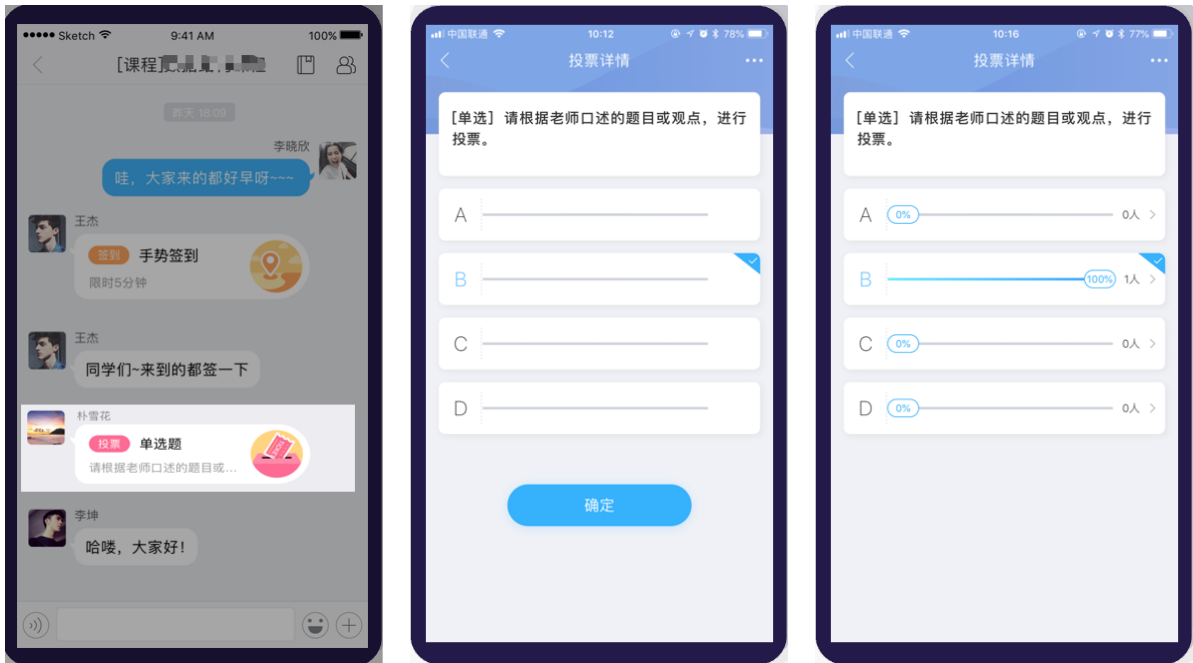 Sketch 9:41 AM 100%
[课程]
昨天 18:09
李晓欣
哇，大家来的都好早呀~~~
王杰
签到 手势签到
限时5分钟
王杰
同学们~来到的都签一下
朴雪花
投票 单选题
TICKET
请根据老师口述的题目或...
李坤
哈喽，大家好！
中国联通 10:12 78%
投票详情
[单选] 请根据老师口述的题目或观点，进行
投票。
A
B
C
D
确定
中国联通 10:16 77%
投票详情
[单选] 请根据老师口述的题目或观点，进行
投票。
A 0% 0人
B 100% 1人
C 0% 0人
D 0% 0人